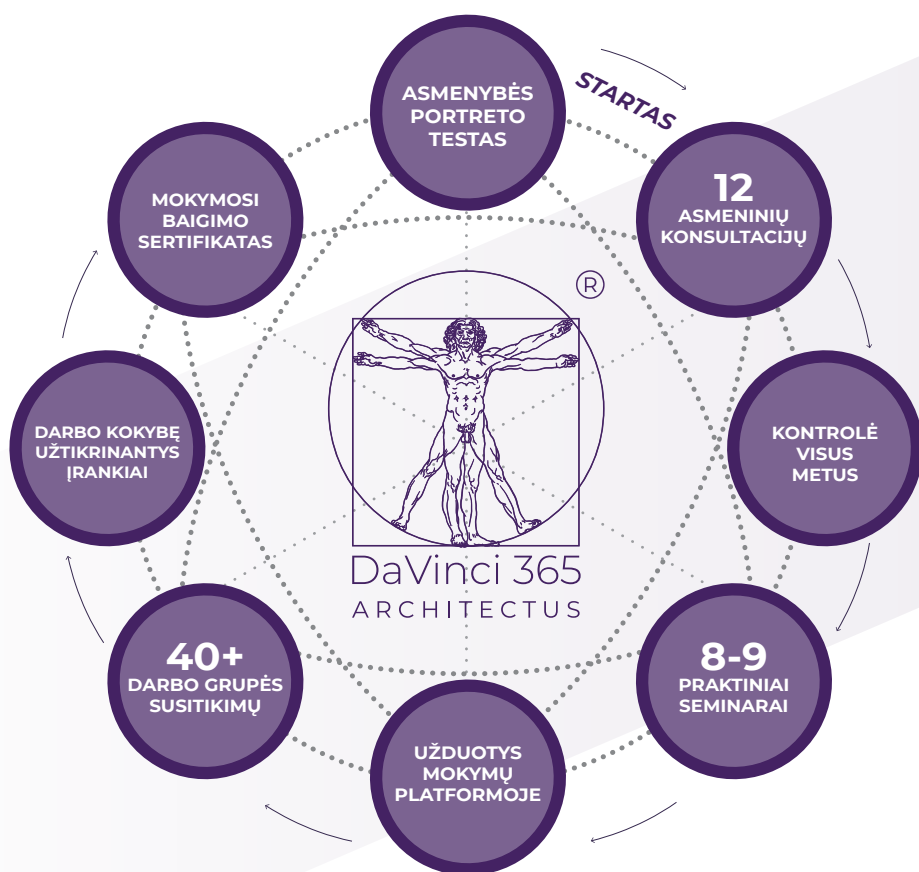 ASMENYBĖS
PORTRETO
TESTAS
STARTAS
12
ASMENINIŲ
KONSULTACIJŲ
KONTROLĖ
VISUS
METUS
8-9
PRAKTINIAI
SEMINARAI
UŽDUOTYS
MOKYMŲ
PLATFORMOJE
40+
DARBO GRUPĖS
SUSITIKIMŲ
DARBO KOKYBĘ
UŽTIKRINANTYS
ĮRANKIAI
MOKYMOSI
BAIGIMO
SERTIFIKATAS
®
DaVinci 365
ARCHITECTUS